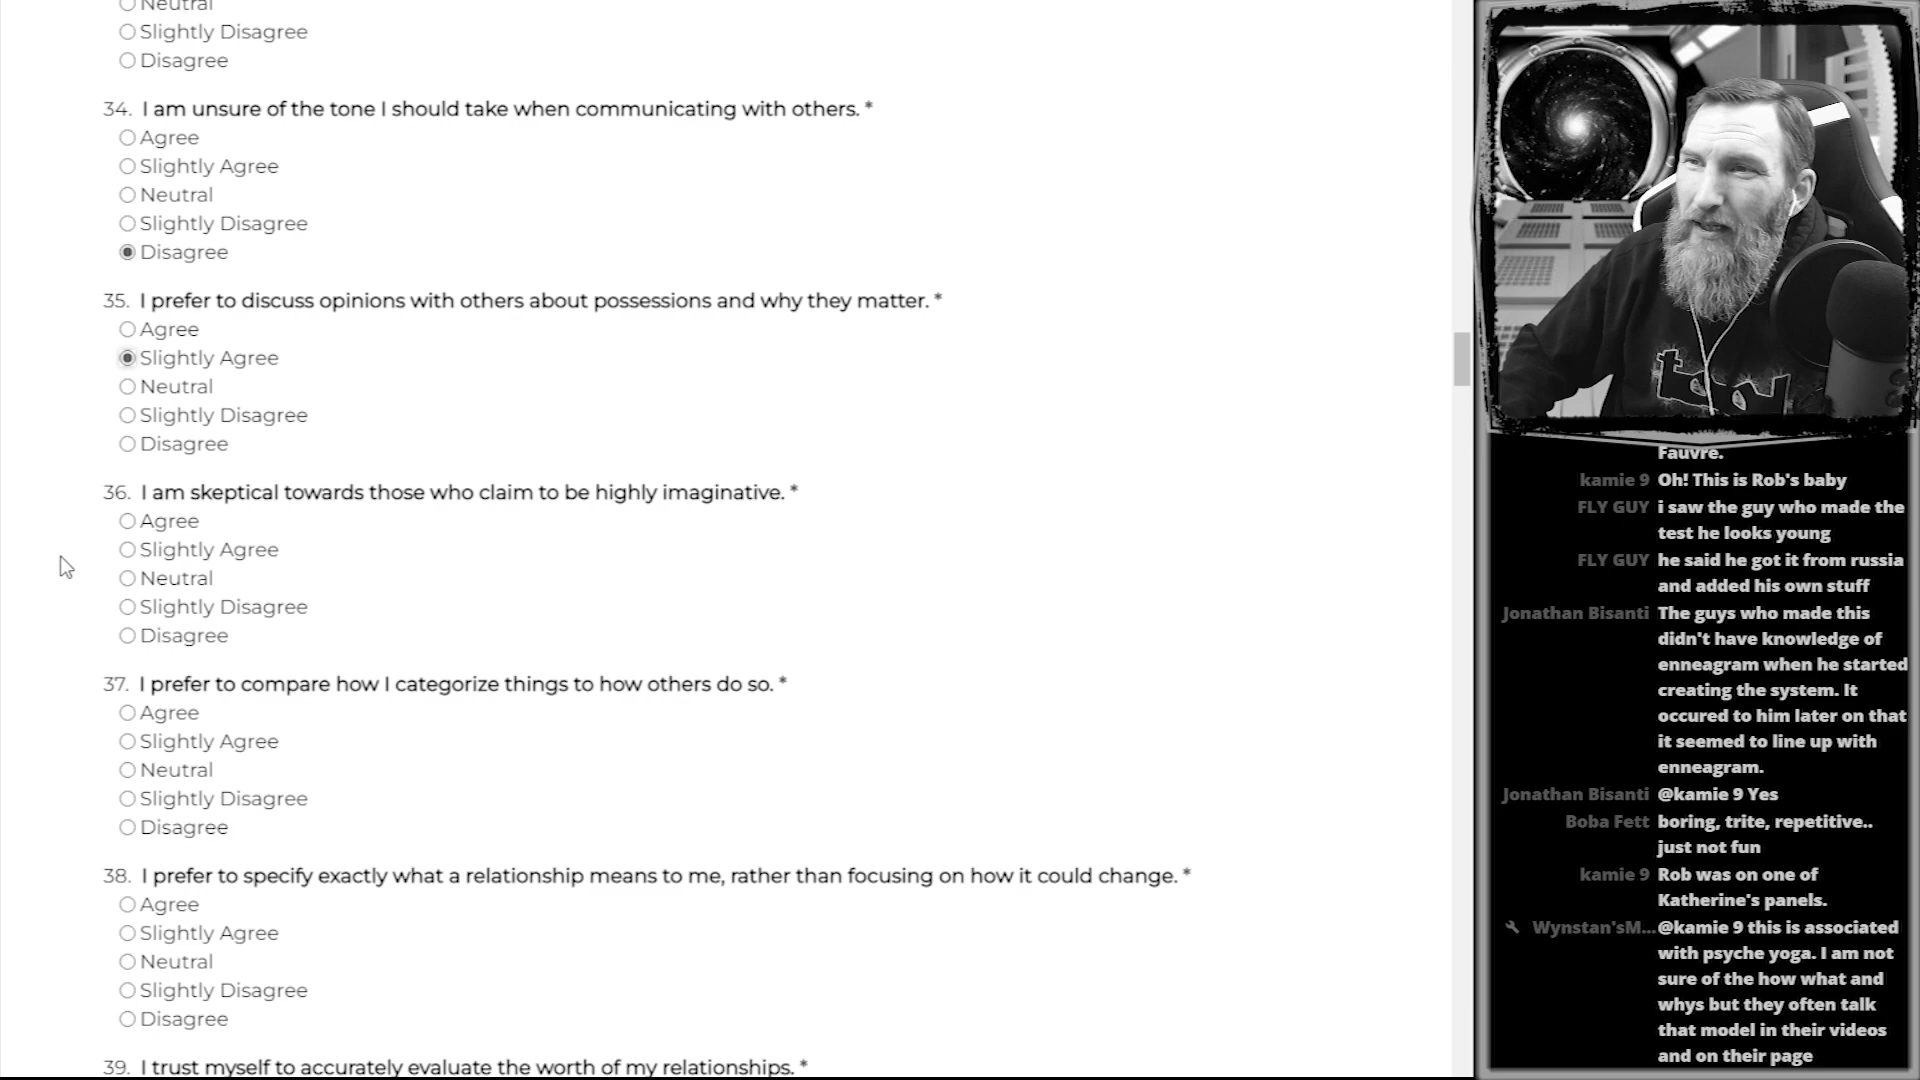 Neutral
Slightly Disagree
Disagree
34. I am unsure of the tone I should take when communicating with others. *
Agree
Slightly Agree
Neutral
Slightly Disagree
Disagree
35. I prefer to discuss opinions with others about possessions and why they matter. *
Agree
Slightly Agree
Neutral
Slightly Disagree
Disagree
36. I am skeptical towards those who claim to be highly imaginative. *
Agree
Slightly Agree
Neutral
Slightly Disagree
Disagree
37. I prefer to compare how I categorize things to how others do so. *
Agree
Slightly Agree
Neutral
Slightly Disagree
Disagree
38. I prefer to specify exactly what a relationship means to me, rather than focusing on how it could change. *
Agree
Slightly Agree
Neutral
Slightly Disagree
Disagree
39. I trust myself to accurately evaluate the worth of my relationships. *
tool
Fauvre.
kamie 9 Oh! This is Rob's baby
FLY GUY i saw the guy who made the
test he looks young
FLY GUY he said he got it from russia
and added his own stuff
Jonathan Bisanti The guys who made this
didn't have knowledge of
enneagram when he started
creating the system. It
occured to him later on that
it seemed to line up with
enneagram.
Jonathan Bisanti @kamie 9 Yes
Boba Fett boring, trite, repetitive..
just not fun
kamie 9 Rob was on one of
Katherine's panels.
Wynstan'sM... @kamie 9 this is associated
with psyche yoga. I am not
sure of the how what and
whys but they often talk
that model in their videos
and on their page